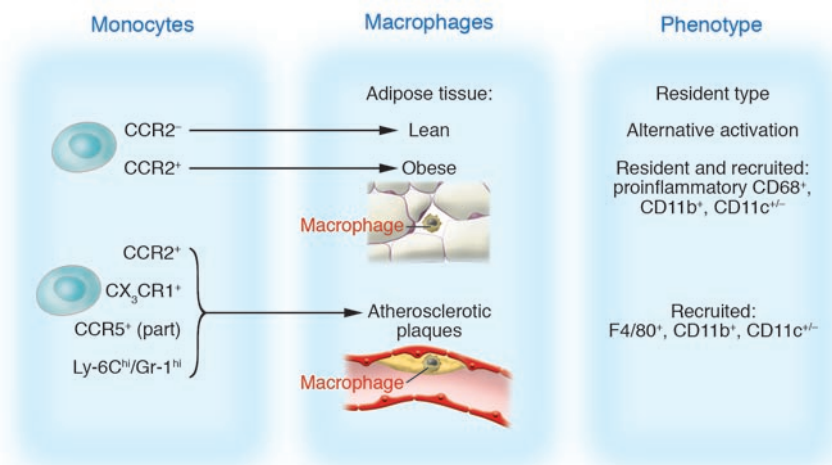 Monocytes
Macrophages
Phenotype
Adipose tissue:
Resident type
CCR2⁻
Lean
Alternative activation
CCR2⁺
Obese
Resident and recruited:
proinflammatory CD68⁺,
CD11b⁺, CD11c⁺/⁻
Macrophage
CCR2⁺
CX₃CR1⁺
CCR5⁺ (part)
Ly-6Cʰⁱ/Gr-1ʰⁱ
Atherosclerotic
plaques
Recruited:
F4/80⁺, CD11b⁺, CD11c⁺/⁻
Macrophage